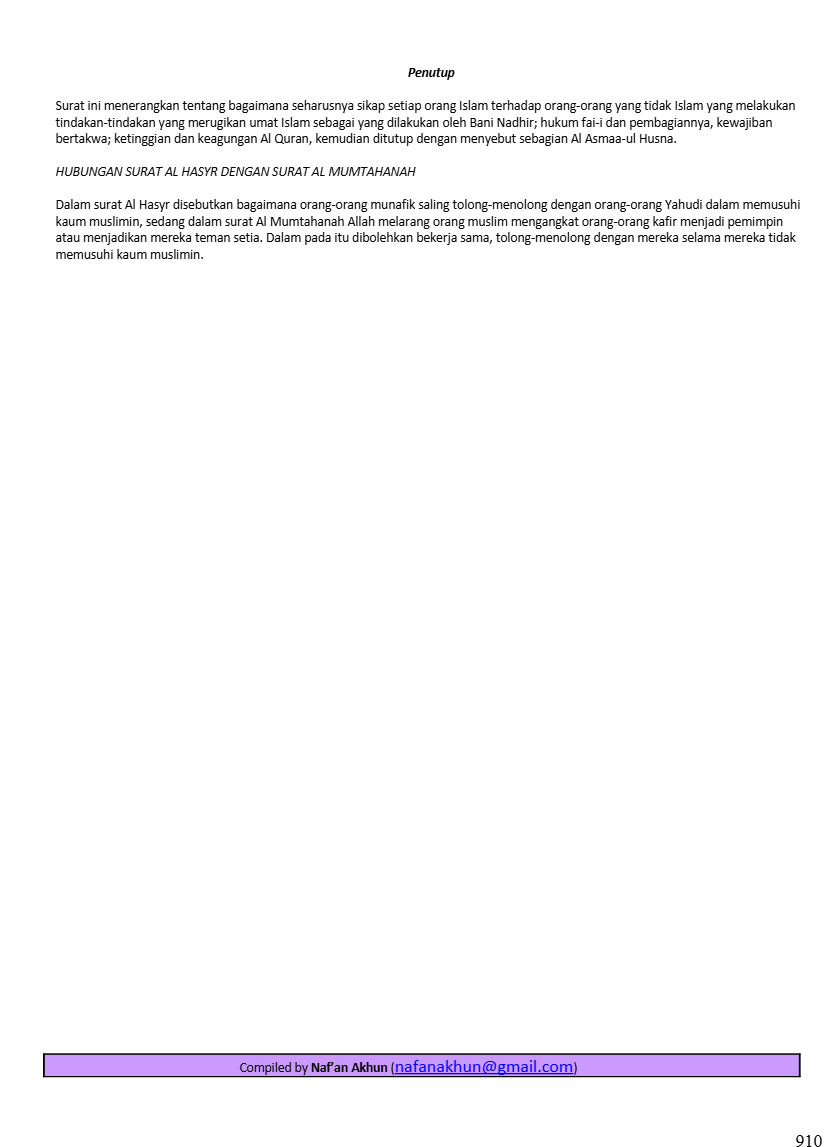 Penutup
Surat ini menerangkan tentang bagaimana seharusnya sikap setiap orang Islam terhadap orang-orang yang tidak Islam yang melakukan
tindakan-tindakan yang merugikan umat Islam sebagai yang dilakukan oleh Bani Nadhir; hukum fai-i dan pembagiannya, kewajiban
bertakwa; ketinggian dan keagungan Al Quran, kemudian ditutup dengan menyebut sebagian Al Asmaa-ul Husna.
HUBUNGAN SURAT AL HASYR DENGAN SURAT AL MUMTAHANAH
Dalam surat Al Hasyr disebutkan bagaimana orang-orang munafik saling tolong-menolong dengan orang-orang Yahudi dalam memusuhi
kaum muslimin, sedang dalam surat Al Mumtahanah Allah melarang orang muslim mengangkat orang-orang kafir menjadi pemimpin
atau menjadikan mereka teman setia. Dalam pada itu dibolehkan bekerja sama, tolong-menolong dengan mereka selama mereka tidak
memusuhi kaum muslimin.
Compiled by Naf’an Akhun (nafanakhun@gmail.com)
910